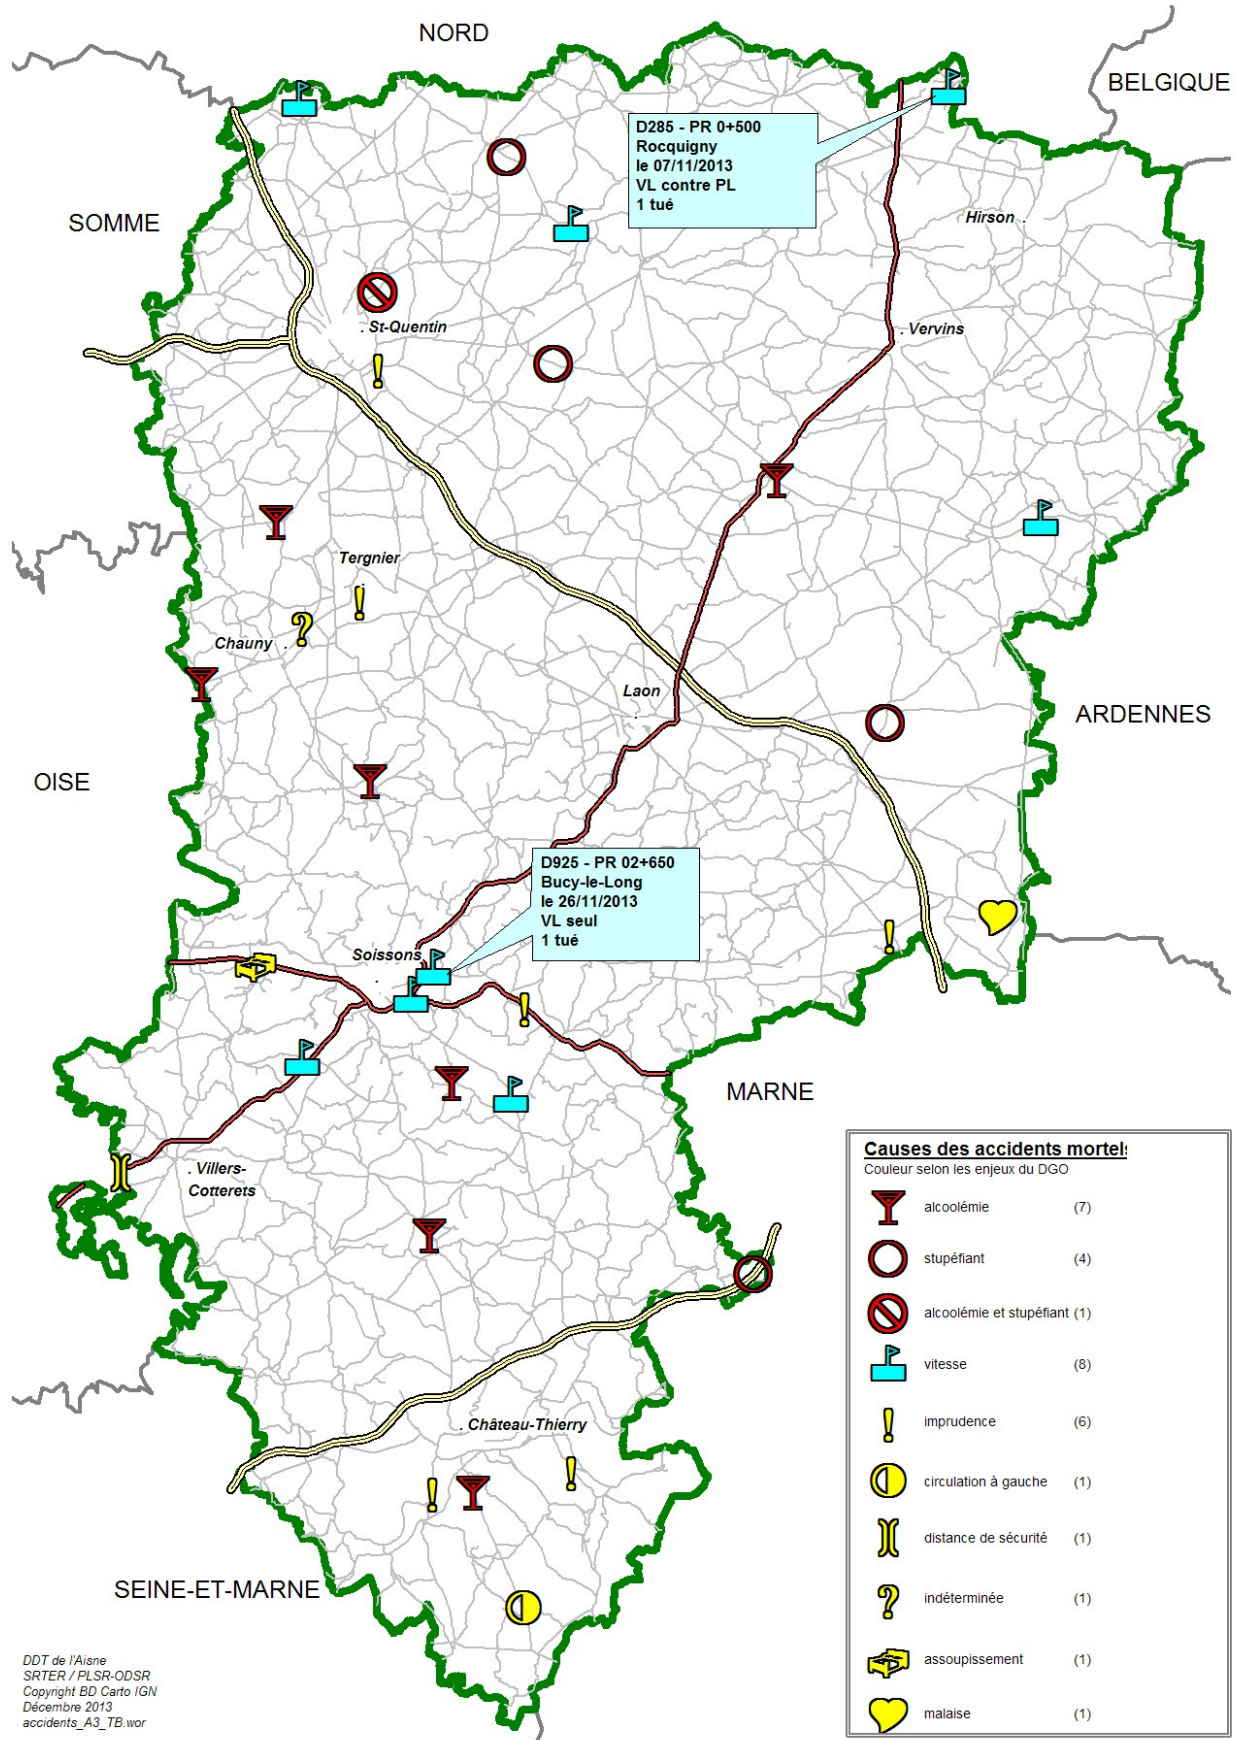 NORD
BELGIQUE
D285 - PR 0+500
Rocquigny
le 07/11/2013
VL contre PL
1 tué
SOMME
Hirson
St-Quentin
Vervins
Tergnier
Chauny
Laon
ARDENNES
OISE
D925 - PR 02+650
Bucy-le-Long
le 26/11/2013
VL seul
1 tué
Soissons
MARNE
Villers-
Cotterets
Château-Thierry
SEINE-ET-MARNE
Causes des accidents mortels
Couleur selon les enjeux du DGO
alcoolémie (7)
stupéfiant (4)
alcoolémie et stupéfiant (1)
vitesse (8)
imprudence (6)
circulation à gauche (1)
distance de sécurité (1)
indéterminée (1)
assoupissement (1)
malaise (1)
DDT de l'Aisne
SRTER / PLSR-ODSR
Copyright BD Carto IGN
Décembre 2013
accidents_A3_TB.wor